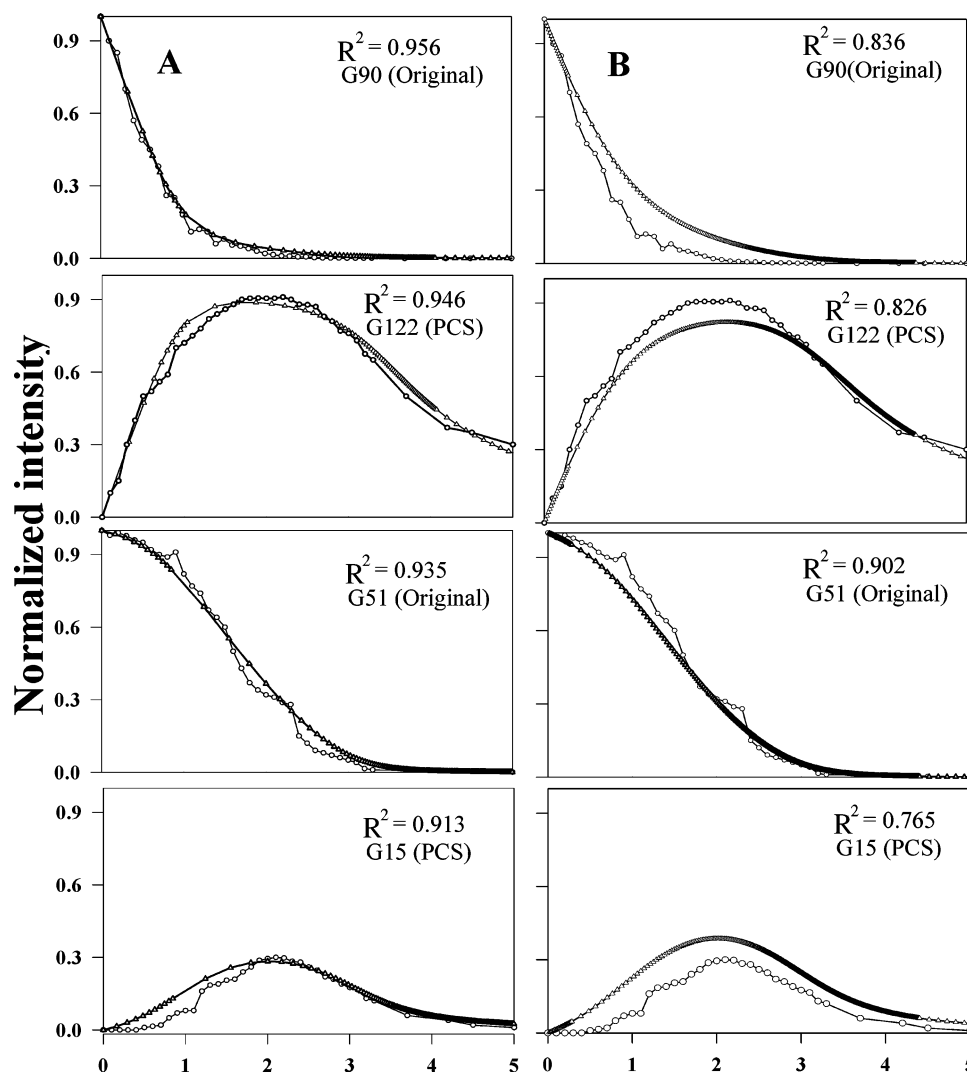 A
R² = 0.956
G90 (Original)
B
R² = 0.836
G90(Original)
0.9
0.6
0.3
0.0
R² = 0.946
G122 (PCS)
R² = 0.826
G122 (PCS)
0.9
0.6
0.3
0.0
Normalized intensity
R² = 0.935
G51 (Original)
R² = 0.902
G51 (Original)
0.9
0.6
0.3
0.0
R² = 0.913
G15 (PCS)
R² = 0.765
G15 (PCS)
0.9
0.6
0.3
0.0
0 1 2 3 4 5
0 1 2 3 4 5